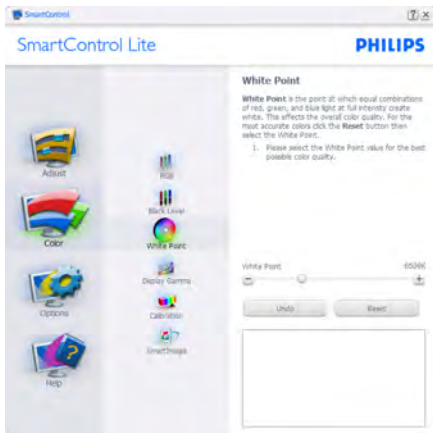 SmartControl
SmartControl Lite
PHILIPS
Adjust
Color
Options
Help
RGB
Black Level
White Point
Display Gamma
Calibration
SmartImage
White Point
White Point is the point at which equal combinations
of red, green, and blue light at full intensity create
white. This effects the overall color quality. For the
most accurate colors click the Reset button then
select the White Point.
1. Please select the White Point value for the best
possible color quality.
White Point 6500K
Undo Reset